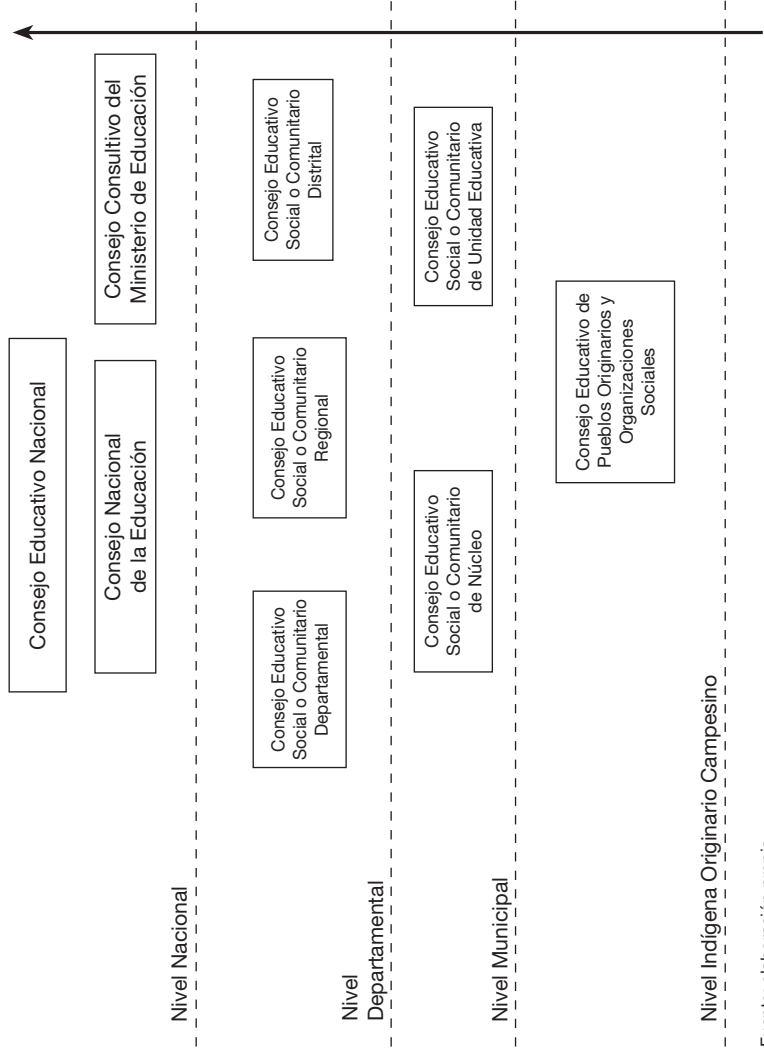 Consejo Educativo Nacional
Consejo Nacional
de la Educación
Consejo Consultivo del
Ministerio de Educación
Nivel Nacional
Consejo Educativo
Social o Comunitario
Departamental
Consejo Educativo
Social o Comunitario
Regional
Consejo Educativo
Social o Comunitario
Distrital
Nivel
Departamental
Consejo Educativo
Social o Comunitario
de Núcleo
Consejo Educativo
Social o Comunitario
de Unidad Educativa
Nivel Municipal
Consejo Educativo de
Pueblos Originarios y
Organizaciones
Sociales
Nivel Indígena Originario Campesino